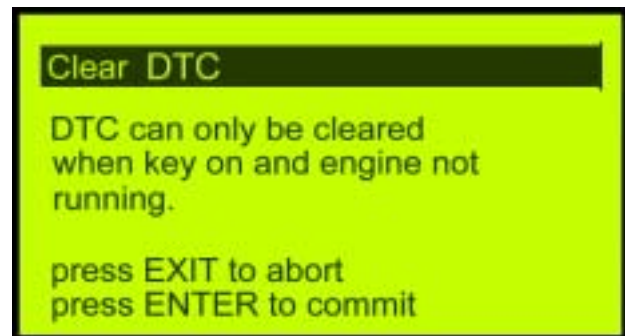 Clear DTC
DTC can only be cleared
when key on and engine not
running.
press EXIT to abort
press ENTER to commit